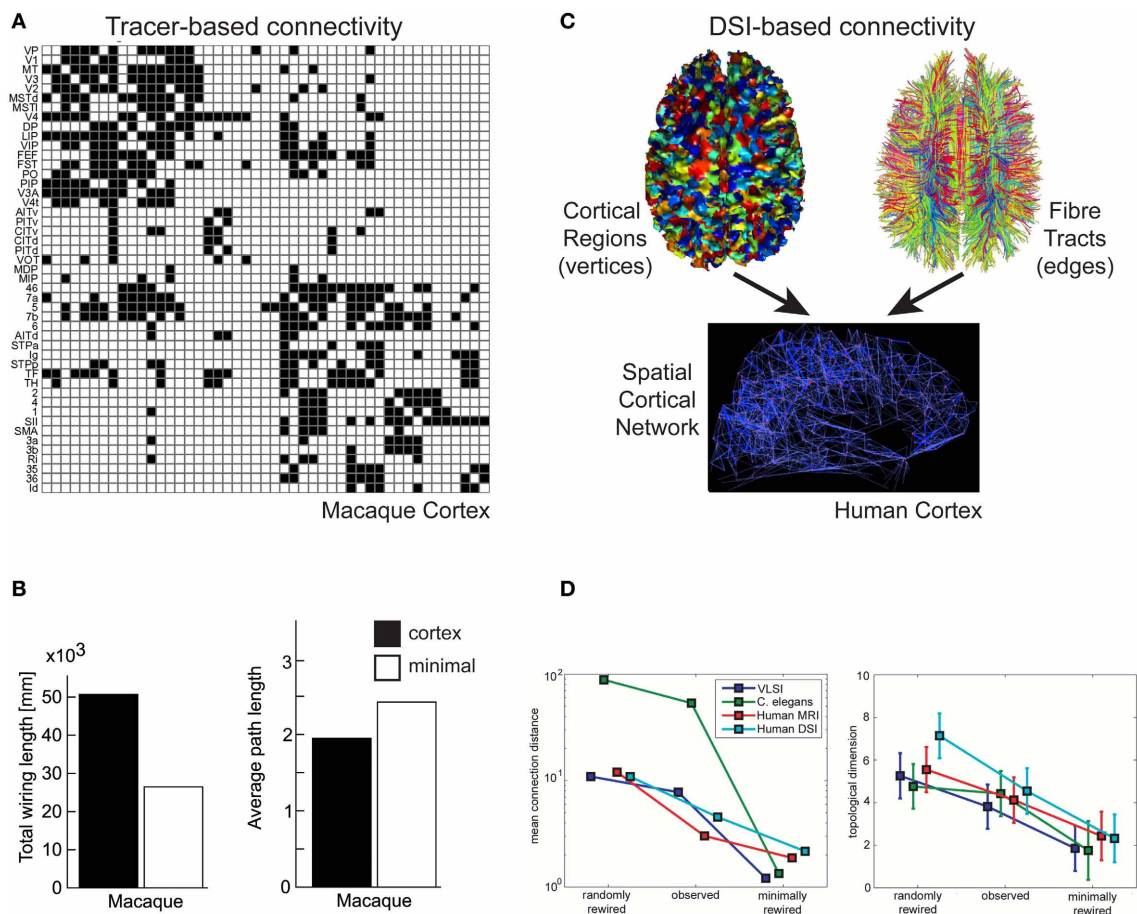 A
Tracer-based connectivity
VP
V1
MT
V3
V2
MSTd
MSTl
V4
DP
LIP
VIP
FEF
FST
PO
PIP
V3A
V4t
AITv
PITv
CITv
CITd
PITd
VOT
MDP
MIP
46
7a
5
7b
6
AITd
STPa
Ig
STPp
TF
TH
2
4
1
SII
SMA
3a
3b
Ri
35
36
Id
Macaque Cortex
C
DSI-based connectivity
Cortical
Regions
(vertices)
Fibre
Tracts
(edges)
Spatial
Cortical
Network
Human Cortex
B
x10³
Total wiring length [mm]
50
40
30
20
10
0
Macaque
cortex
minimal
Average path length
3
2
1
0
Macaque
D
mean connection distance
10²
10¹
10⁰
VLSI
C. elegans
Human MRI
Human DSI
randomly
rewired
observed
minimally
rewired
topological dimension
10
8
6
4
2
0
randomly
rewired
observed
minimally
rewired